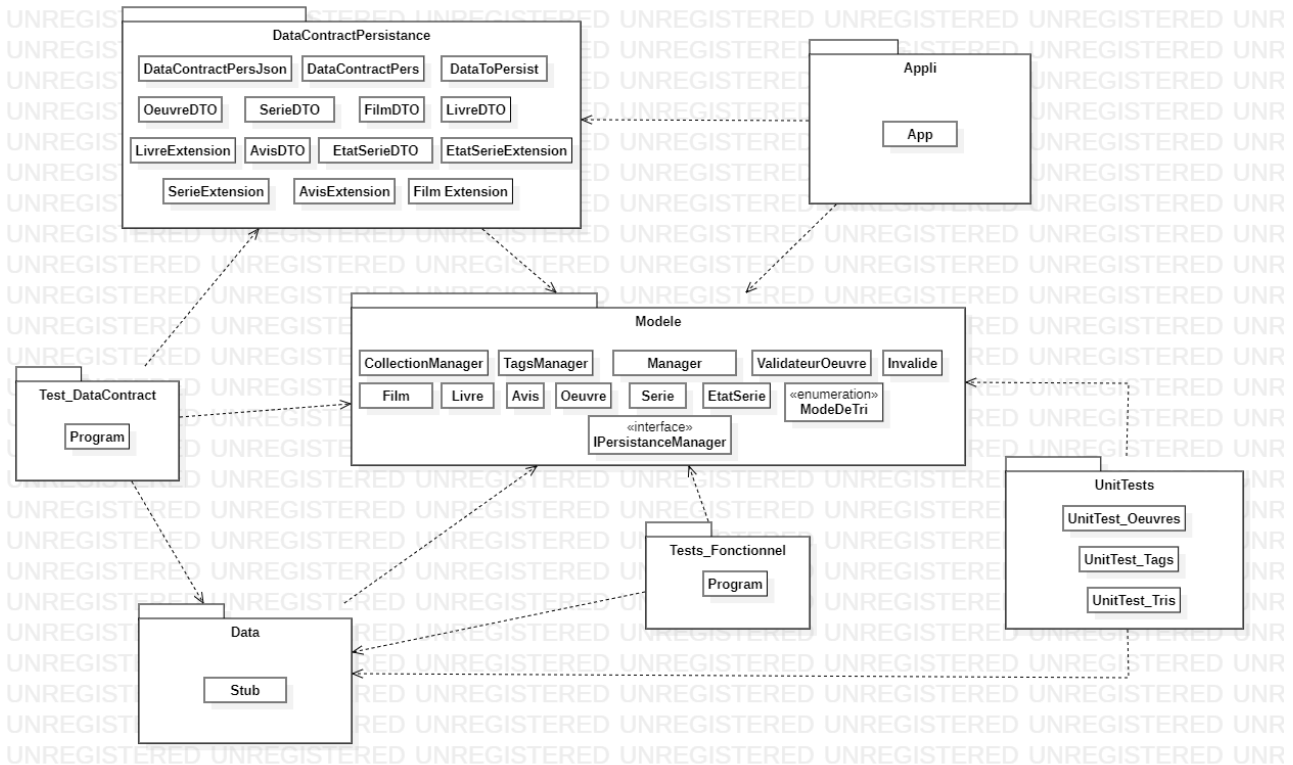 DataContractPersistance
DataContractPersJson DataContractPers DataToPersist
OeuvreDTO SerieDTO FilmDTO LivreDTO
LivreExtension AvisDTO EtatSerieDTO EtatSerieExtension
SerieExtension AvisExtension Film Extension
Appli
App
Modele
CollectionManager TagsManager Manager ValidateurOeuvre Invalide
Film Livre Avis Oeuvre Serie EtatSerie «enumeration»
ModeDeTri
«interface»
IPersistanceManager
Test_DataContract
Program
UnitTests
UnitTest_Oeuvres
UnitTest_Tags
UnitTest_Tris
Tests_Fonctionnel
Program
Data
Stub
UNREGISTERED